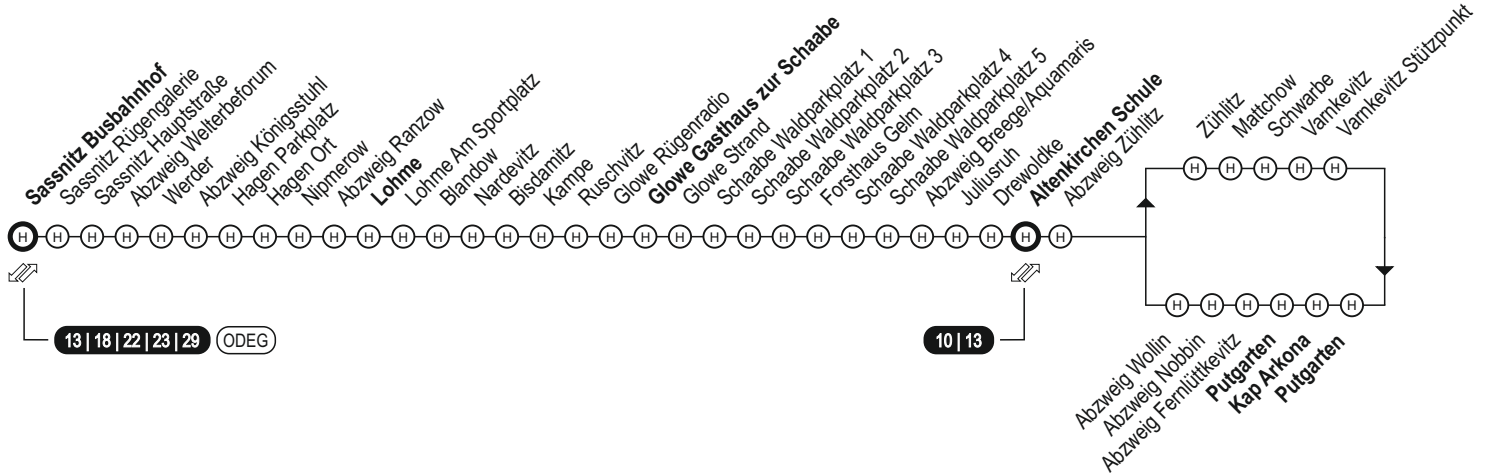 Sassnitz Busbahnhof
Sassnitz Rügengalerie
Sassnitz Hauptstraße
Abzweig Welterbeforum
Werder
Abzweig Königsstuhl
Hagen Parkplatz
Hagen Ort
Nipmerow
Abzweig Ranzow
Lohme
Lohme Am Sportplatz
Blandow
Nardevitz
Bisdamitz
Kampe
Ruschvitz
Glowe Rügenradio
Glowe Gasthaus zur Schaabe
Glowe Strand
Schaabe Waldparkplatz 1
Schaabe Waldparkplatz 2
Schaabe Waldparkplatz 3
Forsthaus Gelm
Schaabe Waldparkplatz 4
Schaabe Waldparkplatz 5
Abzweig Breege/Aquamaris
Juliusruh
Drewoldke
Altenkirchen Schule
Abzweig Zühlitz
Zühlitz
Mattchow
Schwarbe
Varnkevitz
Varnkevitz Stützpunkt
H H H H H
H H H H H H H H H H H H H H H H H H H H H H H H H H H H H H H
H H H H H H
13 | 18 | 22 | 23 | 29 ODEG
10 | 13
Abzweig Wollin
Abzweig Nobbin
Abzweig Fernlüttkevitz
Putgarten
Kap Arkona
Putgarten